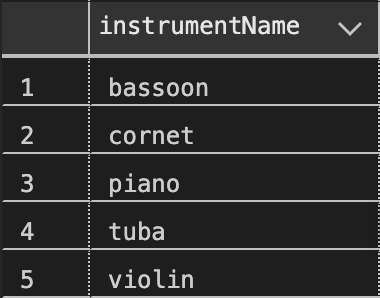 instrumentName
1 bassoon
2 cornet
3 piano
4 tuba
5 violin